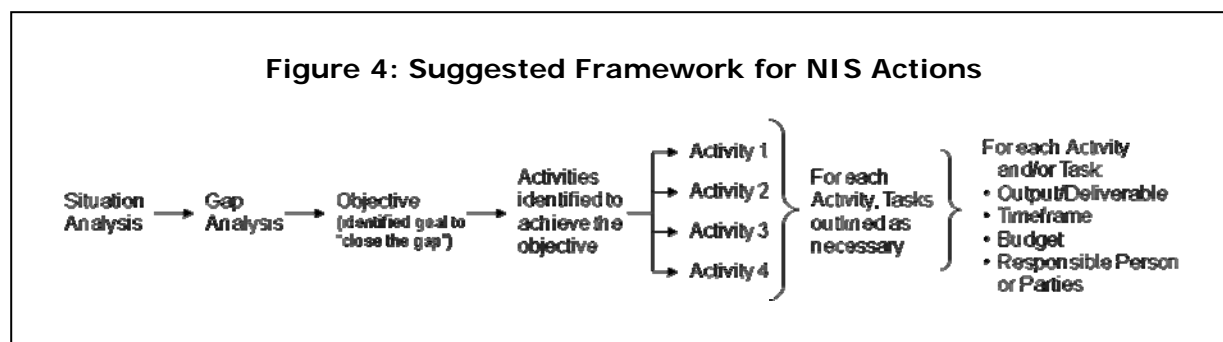 Figure 4: Suggested Framework for NIS Actions
Situation
Analysis
Gap
Analysis
Objective
(identified goal to
"close the gap")
Activities
identified to
achieve the
objective
Activity 1
Activity 2
Activity 3
Activity 4
For each
Activity, Tasks
outlined as
necessary
For each Activity
and/or Task
• Output/Deliverable
• Timeframe
• Budget
• Responsible Person
or Parties